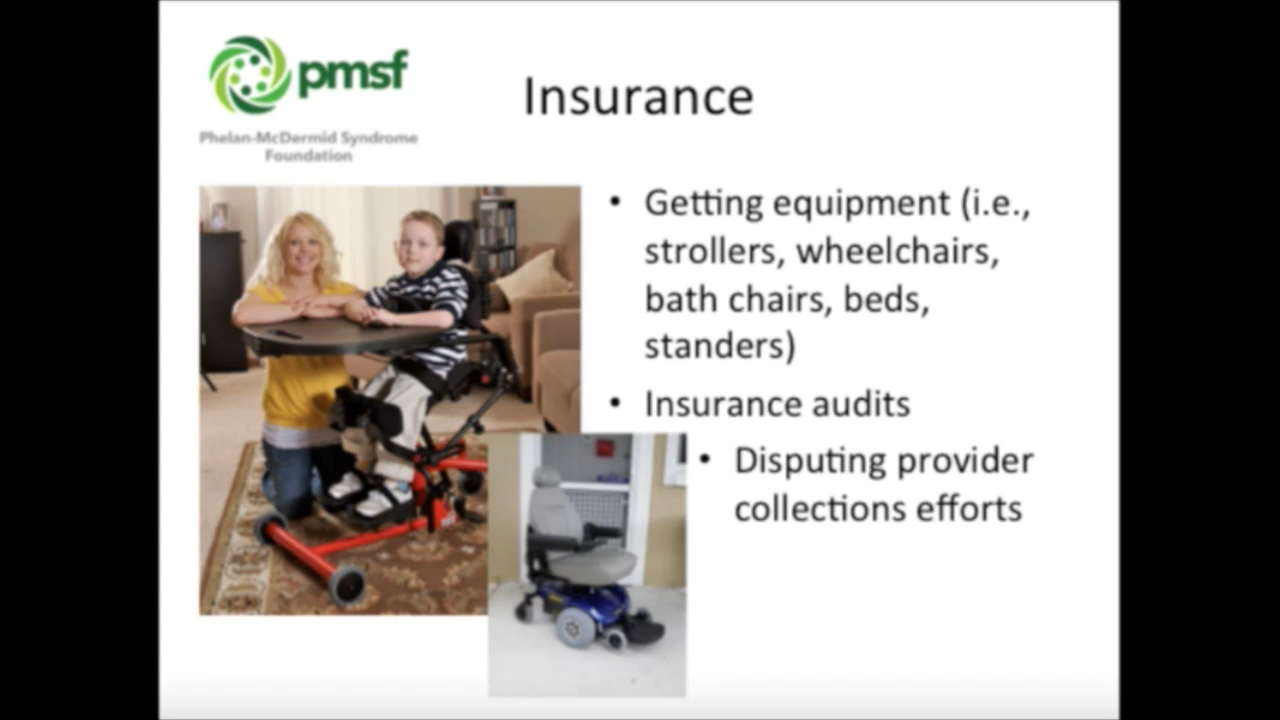 pmsf
Phelan-McDermid Syndrome
Foundation
Insurance
• Getting equipment (i.e.,
strollers, wheelchairs,
bath chairs, beds,
standers)
• Insurance audits
• Disputing provider
collections efforts